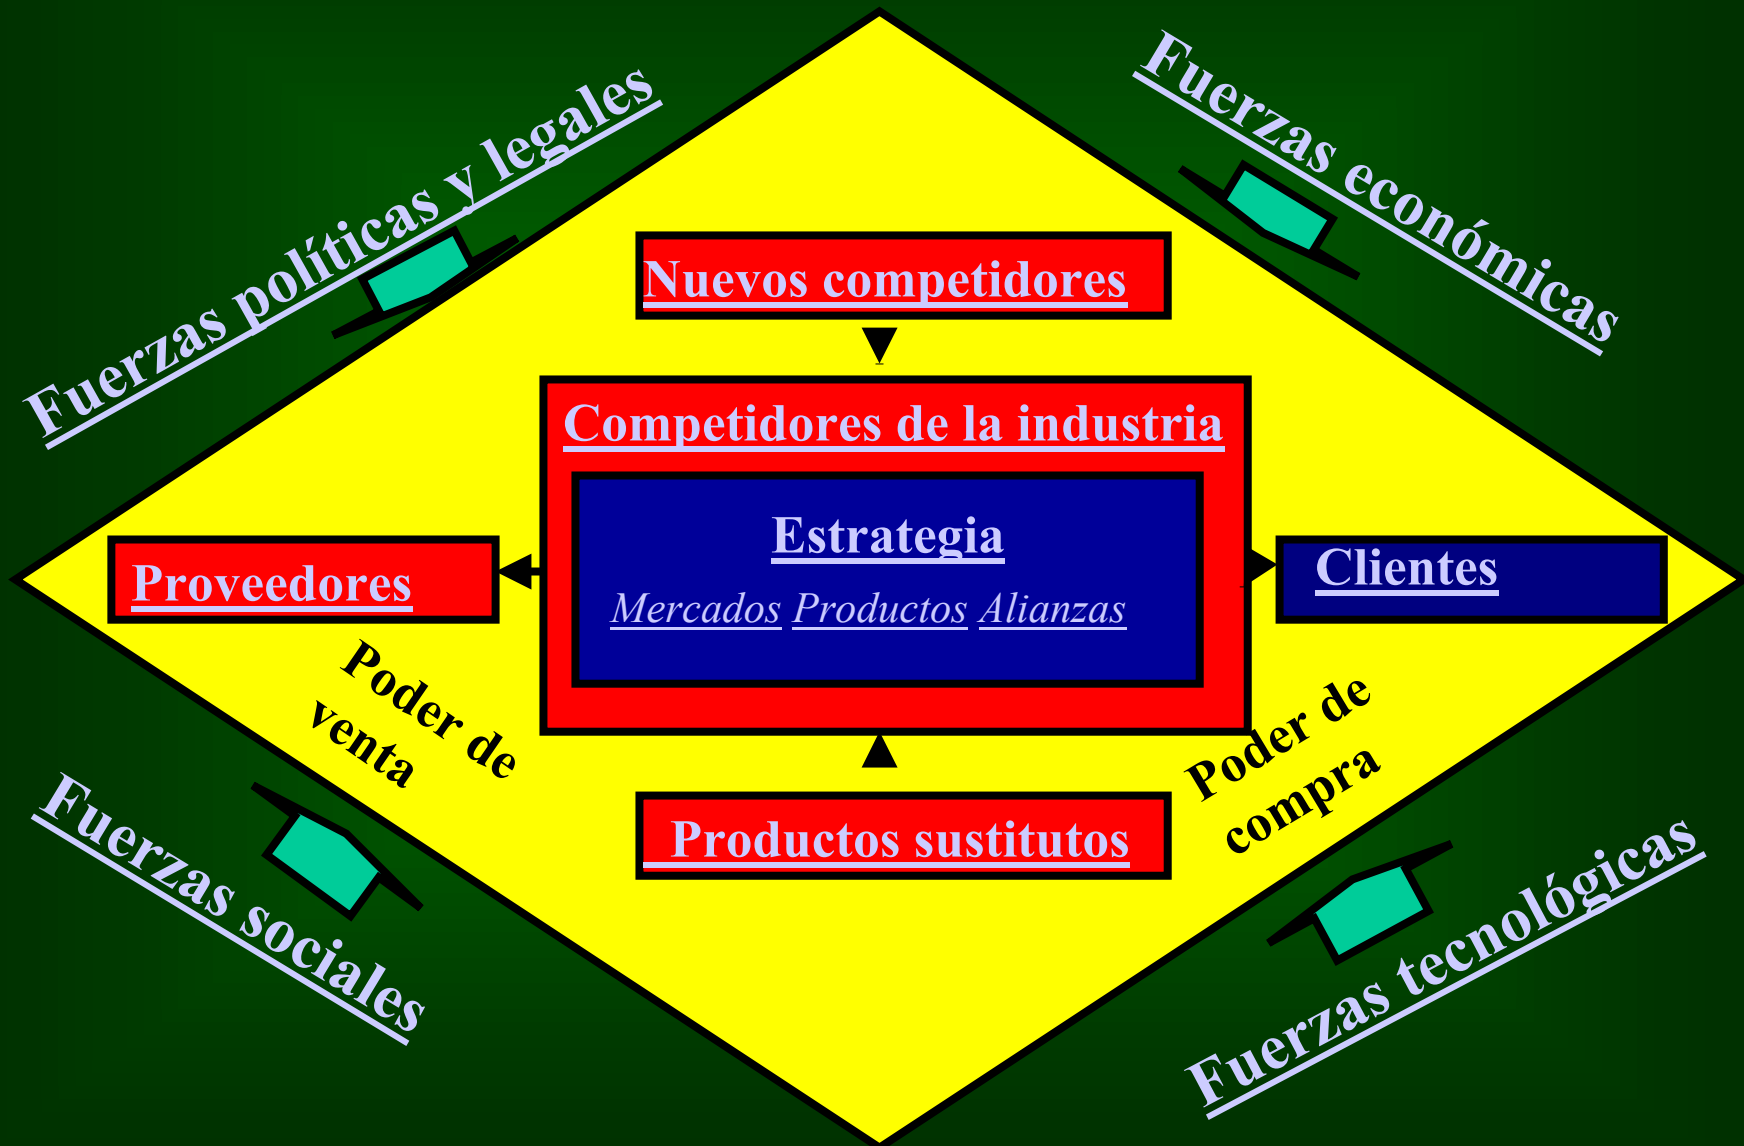 Fuerzas políticas y legales
Fuerzas económicas
Nuevos competidores
Competidores de la industria
Estrategia
Mercados Productos Alianzas
Proveedores
Clientes
Poder de
venta
Poder de
compra
Productos sustitutos
Fuerzas sociales
Fuerzas tecnológicas